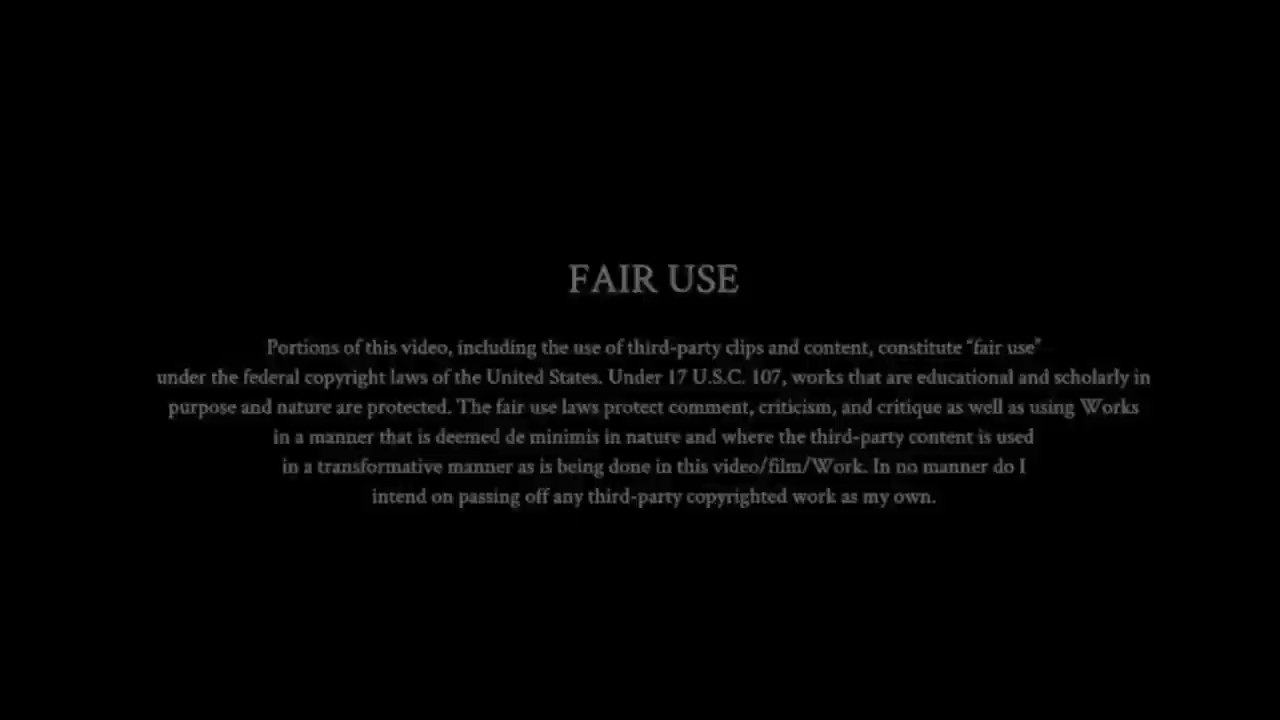 FAIR USE
Portions of this video, including the use of third-party clips and content, constitute "fair use"
under the federal copyright laws of the United States. Under 17 U.S.C. 107, works that are educational and scholarly in
purpose and nature are protected. The fair use laws protect comment, criticism, and critique as well as using Works
in a manner that is deemed de minimis in nature and where the third-party content is used
in a transformative manner as is being done in this video/film/Work. In no manner do I
intend on passing off any third-party copyrighted work as my own.